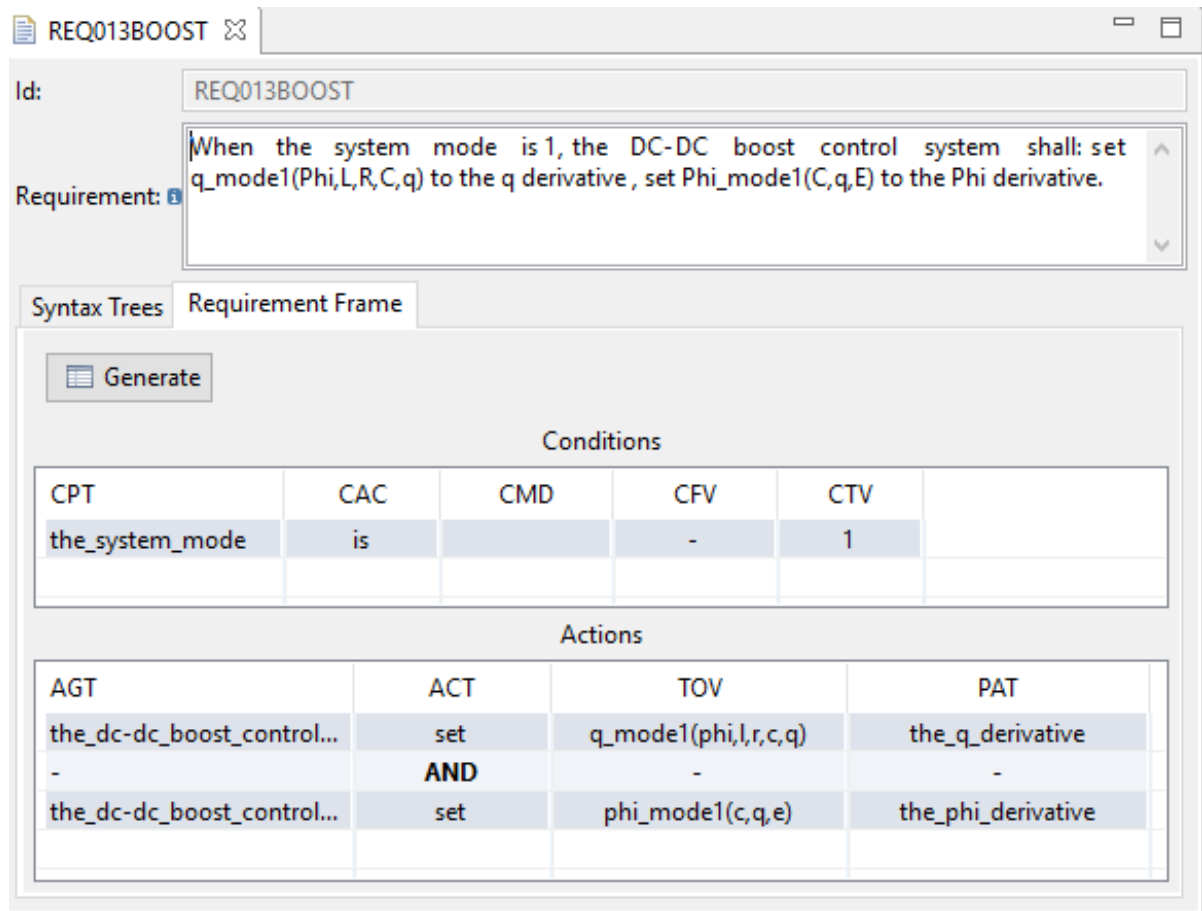 REQ013BOOST
Id: REQ013BOOST
Requirement: When the system mode is 1, the DC-DC boost control system shall: set
q_mode1(Phi,L,R,C,q) to the q derivative , set Phi_mode1(C,q,E) to the Phi derivative.
Syntax Trees Requirement Frame
Generate
Conditions
CPT CAC CMD CFV CTV
the_system_mode is - 1
Actions
AGT ACT TOV PAT
the_dc-dc_boost_control... set q_mode1(phi,l,r,c,q) the_q_derivative
- AND - -
the_dc-dc_boost_control... set phi_mode1(c,q,e) the_phi_derivative